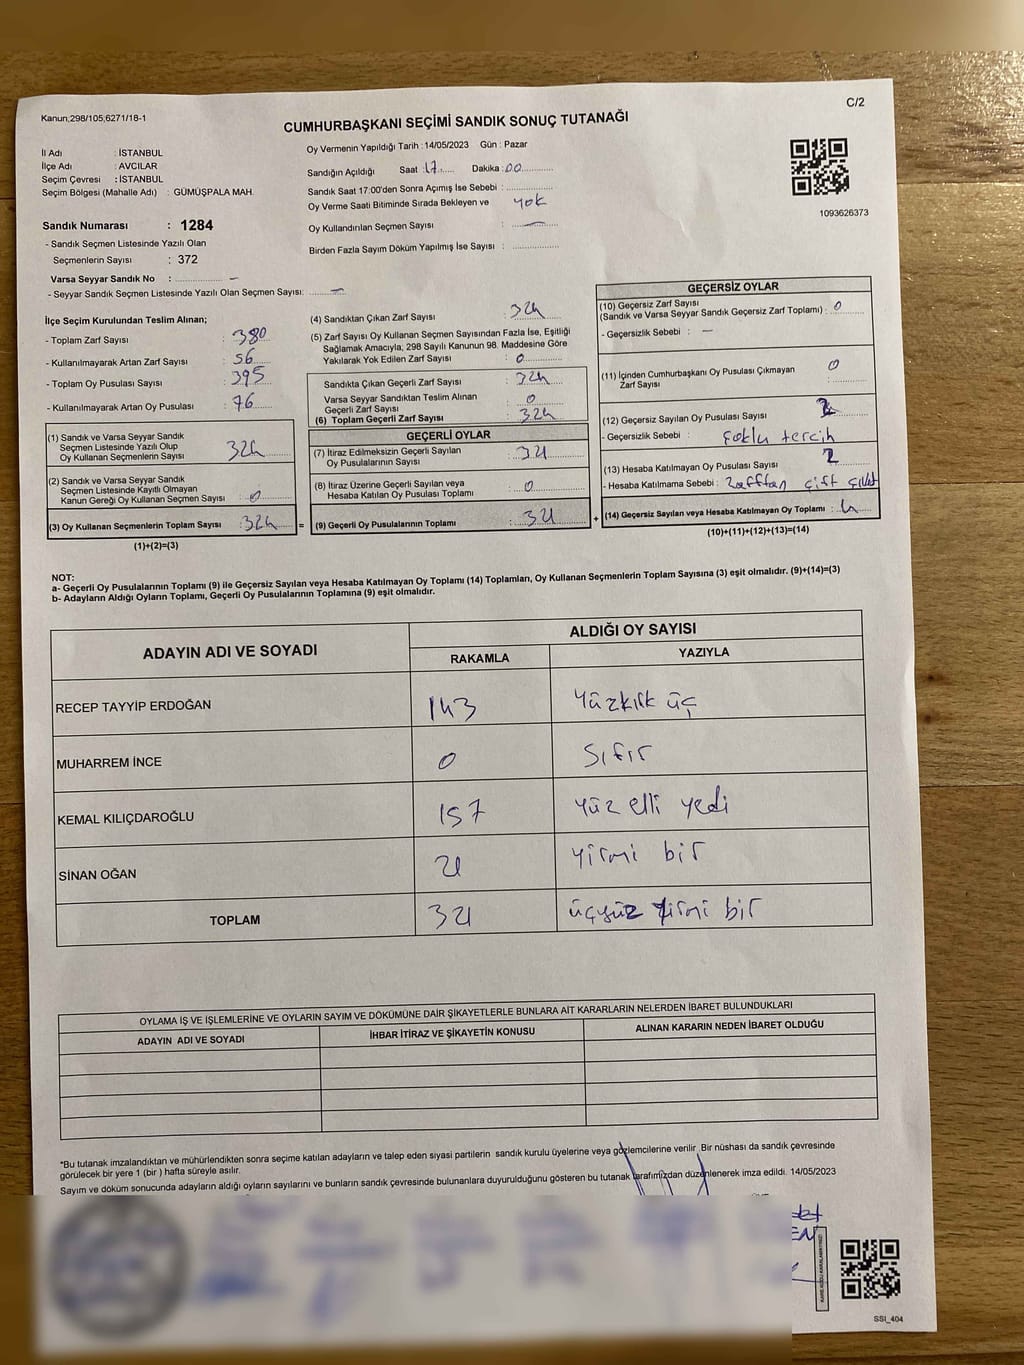 Kanun,298/105,6271/18-1
C/2
CUMHURBAŞKANI SEÇİMİ SANDIK SONUÇ TUTANAĞI
İl Adı : İSTANBUL
İlçe Adı : AVCILAR
Seçim Çevresi : İSTANBUL
Seçim Bölgesi (Mahalle Adı) : GÜMÜŞPALA MAH.
Sandık Numarası : 1284
- Sandık Seçmen Listesinde Yazılı Olan
Seçmenlerin Sayısı : 372
Varsa Seyyar Sandık No : –
- Seyyar Sandık Seçmen Listesinde Yazılı Olan Seçmen Sayısı: –
Oy Vermenin Yapıldığı Tarih : 14/05/2023 Gün : Pazar
Sandığın Açıldığı Saat : 17 Dakika : 00
Sandık Saat 17:00'den Sonra Açımış İse Sebebi :
Oy Verme Saati Bitiminde Sırada Bekleyen ve yok
Oy Kullandırılan Seçmen Sayısı : –
Birden Fazla Sayım Döküm Yapılmış İse Sayısı :
1093626373
İlçe Seçim Kurulundan Teslim Alınan;
- Toplam Zarf Sayısı : 380
- Kullanılmayarak Artan Zarf Sayısı : 56
- Toplam Oy Pusulası Sayısı : 395
- Kullanılmayarak Artan Oy Pusulası : 76
(1) Sandık ve Varsa Seyyar Sandık
Seçmen Listesinde Yazılı Olup
Oy Kullanan Seçmenlerin Sayısı : 324
(2) Sandık ve Varsa Seyyar Sandık
Seçmen Listesinde Kayıtlı Olmayan
Kanun Gereği Oy Kullanan Seçmen Sayısı : 0
(3) Oy Kullanan Seçmenlerin Toplam Sayısı : 324
(1)+(2)=(3)
=
(4) Sandıktan Çıkan Zarf Sayısı : 324
(5) Zarf Sayısı Oy Kullanan Seçmen Sayısından Fazla İse, Eşitliği
Sağlamak Amacıyla; 298 Sayılı Kanunun 98. Maddesine Göre
Yakılarak Yok Edilen Zarf Sayısı : 0
Sandıkta Çıkan Geçerli Zarf Sayısı : 324
Varsa Seyyar Sandıktan Teslim Alınan
Geçerli Zarf Sayısı : 0
(6) Toplam Geçerli Zarf Sayısı : 324
GEÇERLİ OYLAR
(7) İtiraz Edilmeksizin Geçerli Sayılan
Oy Pusulalarının Sayısı : 321
(8) İtiraz Üzerine Geçerli Sayılan veya
Hesaba Katılan Oy Pusulası Toplamı : 0
(9) Geçerli Oy Pusulalarının Toplamı : 321
+
GEÇERSİZ OYLAR
(10) Geçersiz Zarf Sayısı
(Sandık ve Varsa Seyyar Sandık Geçersiz Zarf Toplamı) : 0
- Geçersizlik Sebebi : –
(11) İçinden Cumhurbaşkanı Oy Pusulası Çıkmayan 0
Zarf Sayısı :
(12) Geçersiz Sayılan Oy Pusulası Sayısı
- Geçersizlik Sebebi : çoklu tercih
(13) Hesaba Katılmayan Oy Pusulası Sayısı : 2
- Hesaba Katılmama Sebebi : zarftan çift
(14) Geçersiz Sayılan veya Hesaba Katılmayan Oy Toplamı : 4
(10)+(11)+(12)+(13)=(14)
NOT:
a- Geçerli Oy Pusulalarının Toplamı (9) ile Geçersiz Sayılan veya Hesaba Katılmayan Oy Toplamı (14) Toplamları, Oy Kullanan Seçmenlerin Toplam Sayısına (3) eşit olmalıdır. (9)+(14)=(3)
b- Adayların Aldığı Oyların Toplamı, Geçerli Oy Pusulalarının Toplamına (9) eşit olmalıdır.
ADAYIN ADI VE SOYADI
ALDIĞI OY SAYISI
RAKAMLA YAZIYLA
RECEP TAYYİP ERDOĞAN 143 Yüzkırk üç
MUHARREM İNCE 0 Sıfır
KEMAL KILIÇDAROĞLU 157 yüz elli yedi
SİNAN OĞAN 21 yirmi bir
TOPLAM 321 üçyüz yirmi bir
OYLAMA İŞ VE İŞLEMLERİNE VE OYLARIN SAYIM VE DÖKÜMÜNE DAİR ŞİKAYETLERLE BUNLARA AİT KARARLARIN NELERDEN İBARET BULUNDUKLARI
ADAYIN ADI VE SOYADI İHBAR İTİRAZ VE ŞİKAYETİN KONUSU ALINAN KARARIN NEDEN İBARET OLDUĞU
*Bu tutanak imzalandıktan ve mühürlendikten sonra seçime katılan adayların ve talep eden siyasi partilerin sandık kurulu üyelerine veya gözlemcilerine verilir. Bir nüshası da sandık çevresinde
görülecek bir yere 1 (bir ) hafta süreyle asılır.
Sayım ve döküm sonucunda adayların aldığı oyların sayılarını ve bunların sandık çevresinde bulunanlara duyurulduğunu gösteren bu tutanak tarafımızdan düzenlenerek imza edildi. 14/05/2023
SSI_404